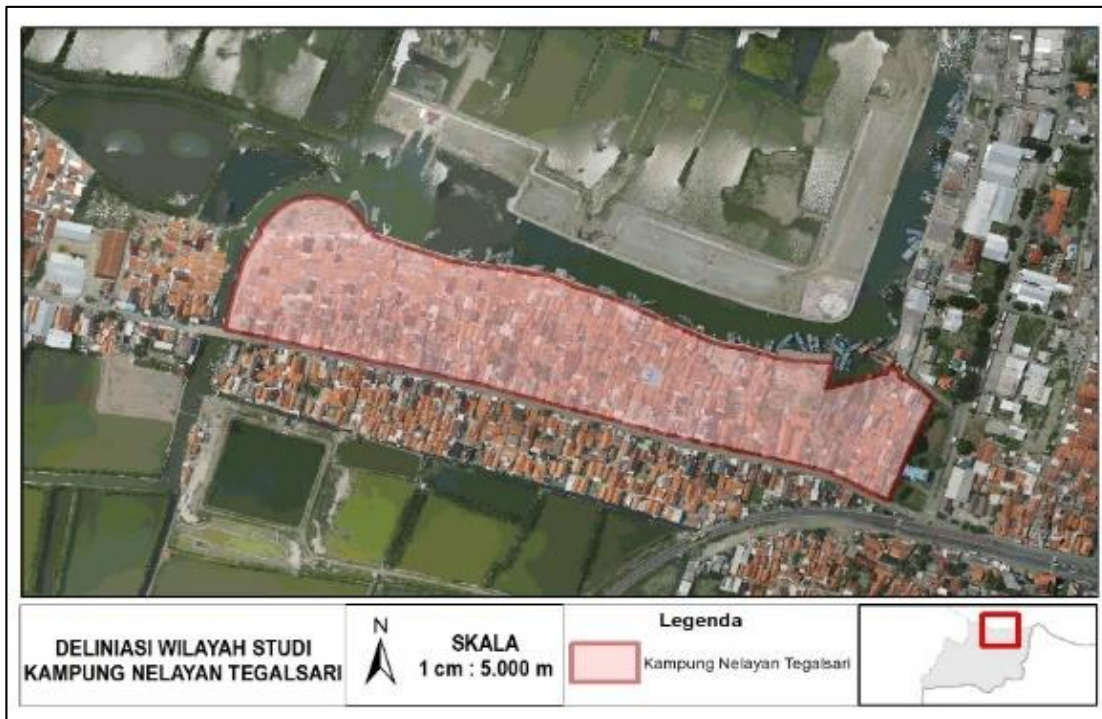 DELINIASI WILAYAH STUDI
KAMPUNG NELAYAN TEGALSARI
N
SKALA
1 cm : 5.000 m
Legenda
Kampung Nelayan Tegalsari